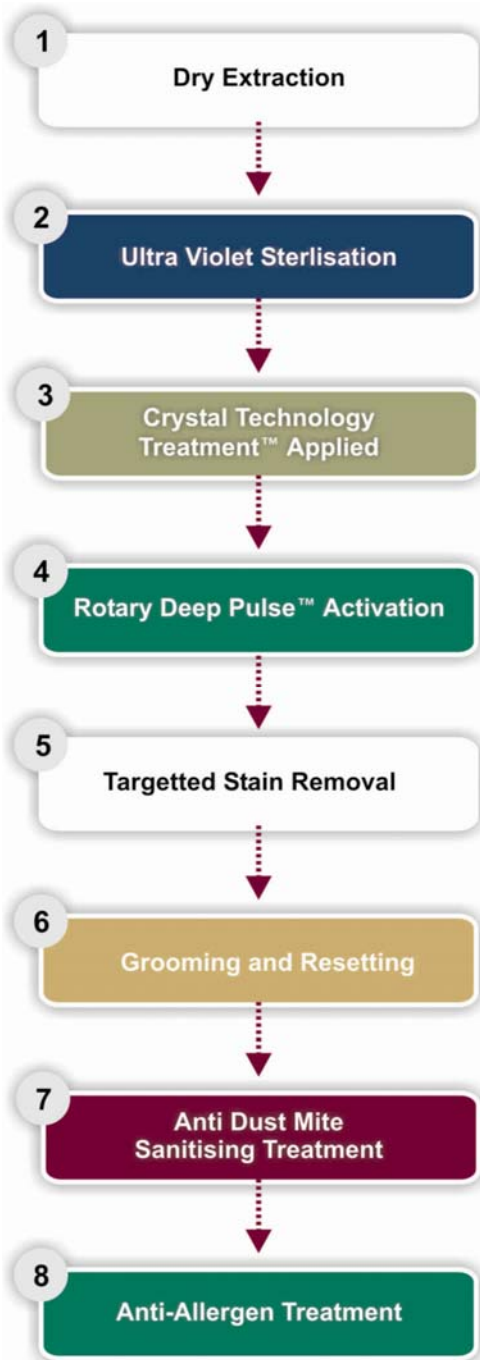 1
Dry Extraction
2
Ultra Violet Sterlisation
3
Crystal Technology
Treatment™ Applied
4
Rotary Deep Pulse™ Activation
5
Targetted Stain Removal
6
Grooming and Resetting
7
Anti Dust Mite
Sanitising Treatment
8
Anti-Allergen Treatment